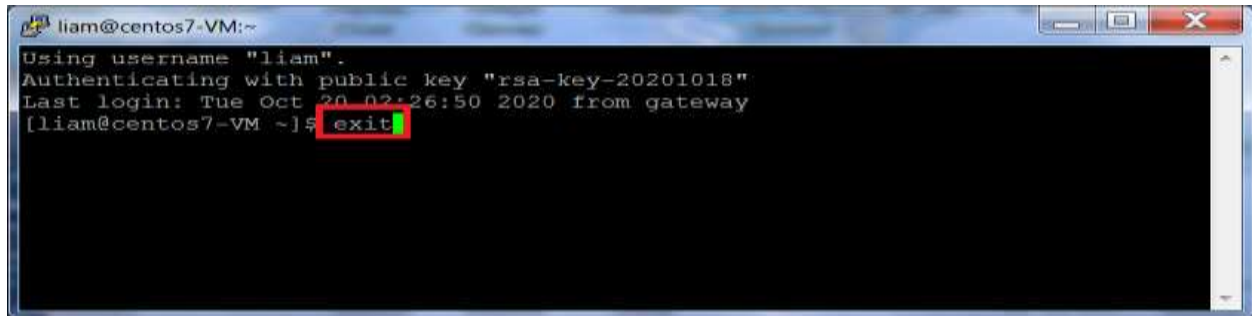 liam@centos7-VM:~
Using username "liam".
Authenticating with public key "rsa-key-20201018"
Last login: Tue Oct 20 02:26:50 2020 from gateway
[liam@centos7-VM ~]$ exit